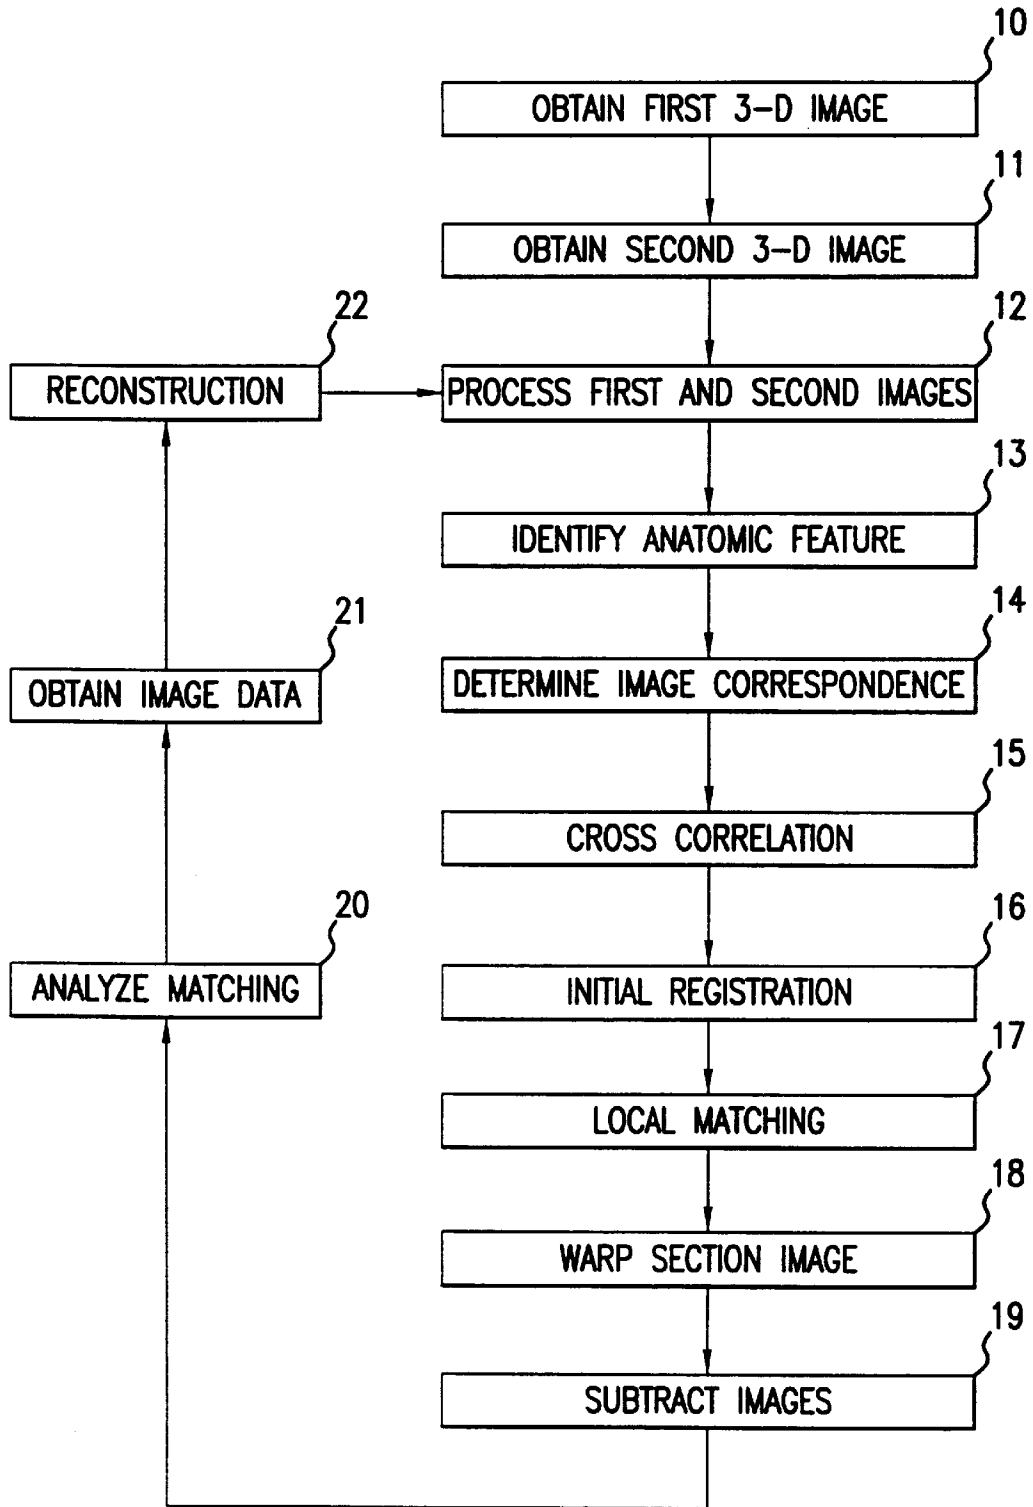 10
OBTAIN FIRST 3-D IMAGE
11
OBTAIN SECOND 3-D IMAGE
22
RECONSTRUCTION
12
PROCESS FIRST AND SECOND IMAGES
13
IDENTIFY ANATOMIC FEATURE
14
DETERMINE IMAGE CORRESPONDENCE
21
OBTAIN IMAGE DATA
15
CROSS CORRELATION
20
ANALYZE MATCHING
16
INITIAL REGISTRATION
17
LOCAL MATCHING
18
WARP SECTION IMAGE
19
SUBTRACT IMAGES